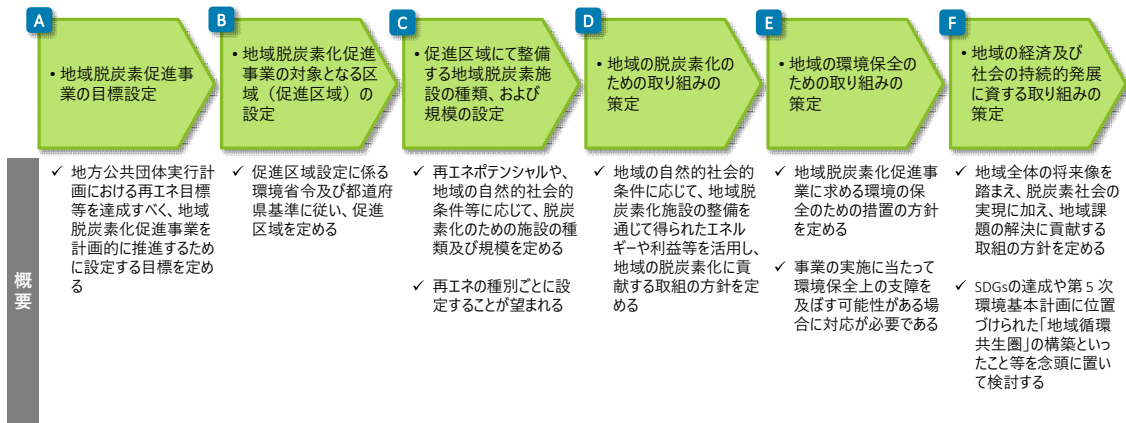 A
• 地域脱炭素促進事
業の目標設定
B
• 地域脱炭素化促進
事業の対象となる区
域（促進区域）の
設定
C
• 促進区域にて整備
する地域脱炭素施
設の種類、および
規模の設定
D
• 地域の脱炭素化の
ための取り組みの
策定
E
• 地域の環境保全の
ための取り組みの
策定
F
• 地域の経済及び
社会の持続的発展
に資する取り組みの
策定
概要
✓ 地方公共団体実行計
画における再エネ目標
等を達成すべく、地域
脱炭素化促進事業を
計画的に推進するため
に設定する目標を定め
る
✓ 促進区域設定に係る
環境省令及び都道府
県基準に従い、促進
区域を定める
✓ 再エネポテンシャルや、
地域の自然的社会的
条件等に応じて、脱炭
素化のための施設の種
類及び規模を定める
✓ 再エネの種別ごとに設
定することが望まれる
✓ 地域の自然的社会的
条件に応じて、地域脱
炭素化施設の整備を
通じて得られたエネル
ギーや利益等を活用し、
地域の脱炭素化に貢
献する取組の方針を定
める
✓ 地域脱炭素化促進事
業に求める環境の保
全のための措置の方針
を定める
✓ 事業の実施に当たって
環境保全上の支障を
及ぼす可能性がある場
合に対応が必要である
✓ 地域全体の将来像を
踏まえ、脱炭素社会の
実現に加え、地域課
題の解決に貢献する
取組の方針を定める
✓ SDGsの達成や第５次
環境基本計画に位置
づけられた「地域循環
共生圏」の構築といっ
たこと等を念頭に置い
て検討する